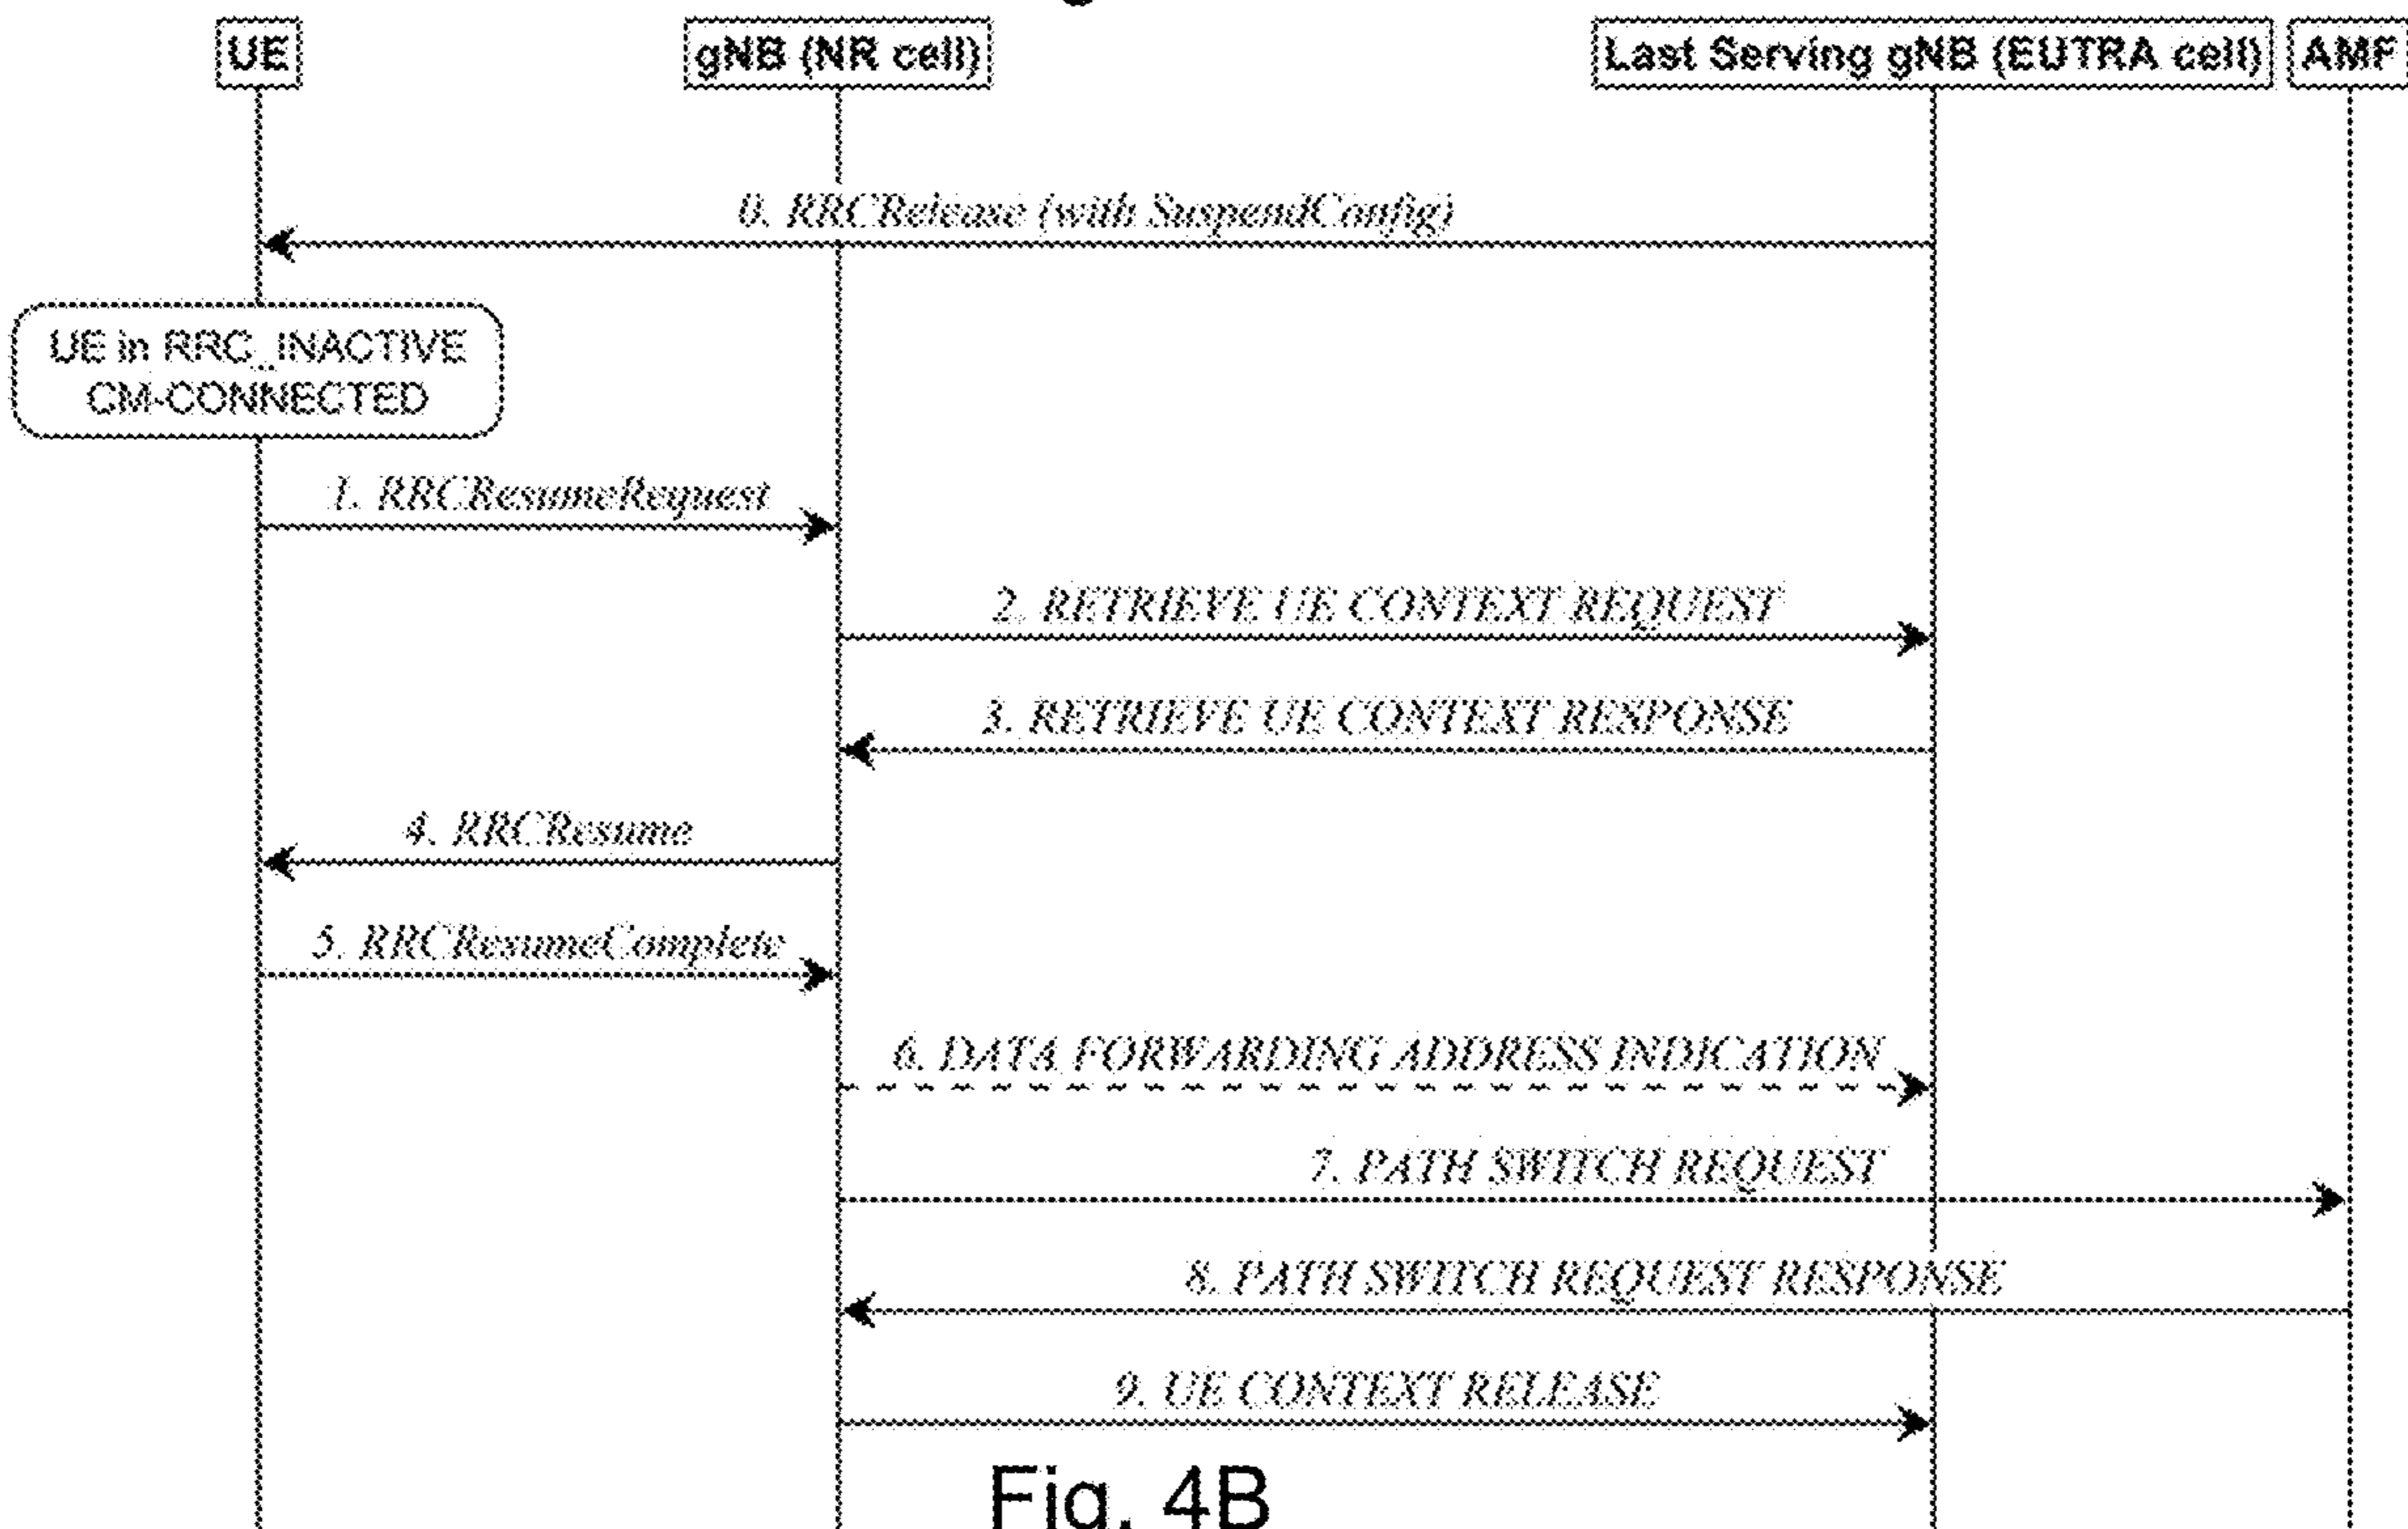 UE
gNB (NR cell)
Last Serving gNB (EUTRA cell)
AMF
0. RRCRelease (with SuspendConfig)
UE in RRC_INACTIVE
CM-CONNECTED
1. RRCResumeRequest
2. RETRIEVE UE CONTEXT REQUEST
3. RETRIEVE UE CONTEXT RESPONSE
4. RRCResume
5. RRCResumeComplete
6. DATA FORWARDING ADDRESS INDICATION
7. PATH SWITCH REQUEST
8. PATH SWITCH REQUEST RESPONSE
9. UE CONTEXT RELEASE
Fig. 4B